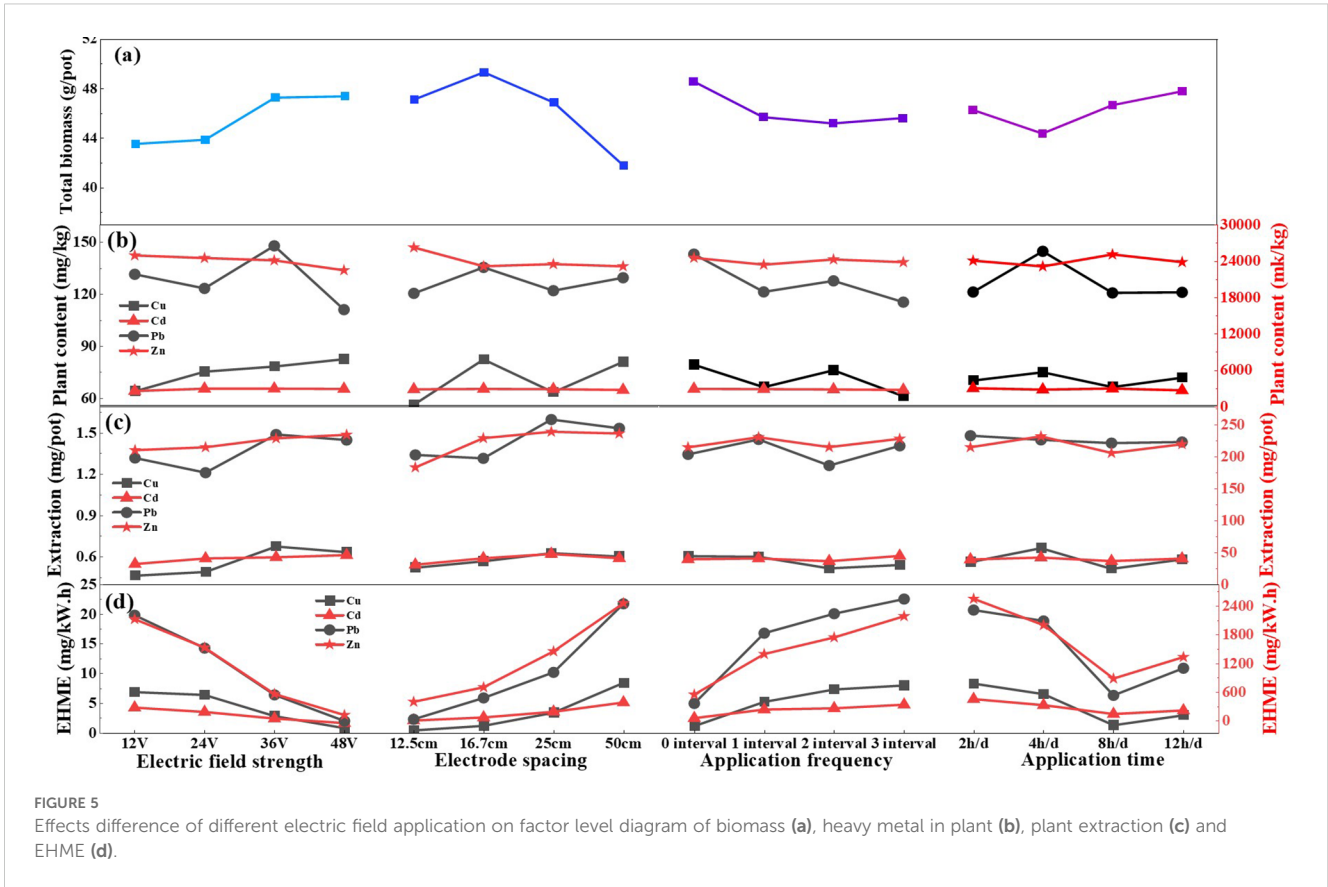 52
(a)
48
44
40
Total biomass (g/pot)
(b)
150
120
90
60
Plant content (mg/kg)
Cu
Cd
Pb
Zn
30000
24000
18000
12000
6000
0
Plant content (mk/kg)
(c)
1.5
1.2
0.9
0.6
Extraction (mg/pot)
Cu
Cd
Pb
Zn
250
200
150
100
50
0
Extraction (mg/pot)
(d)
25
20
15
10
5
0
EHME (mg/kW.h)
Cu
Cd
Pb
Zn
2400
1800
1200
600
0
EHME (mg/kW.h)
12V 24V 36V 48V 12.5cm 16.7cm 25cm 50cm 0 interval 1 interval 2 interval 3 interval 2h/d 4h/d 8h/d 12h/d
Electric field strength Electrode spacing Application frequency Application time
FIGURE 5
Effects difference of different electric field application on factor level diagram of biomass (a), heavy metal in plant (b), plant extraction (c) and
EHME (d).